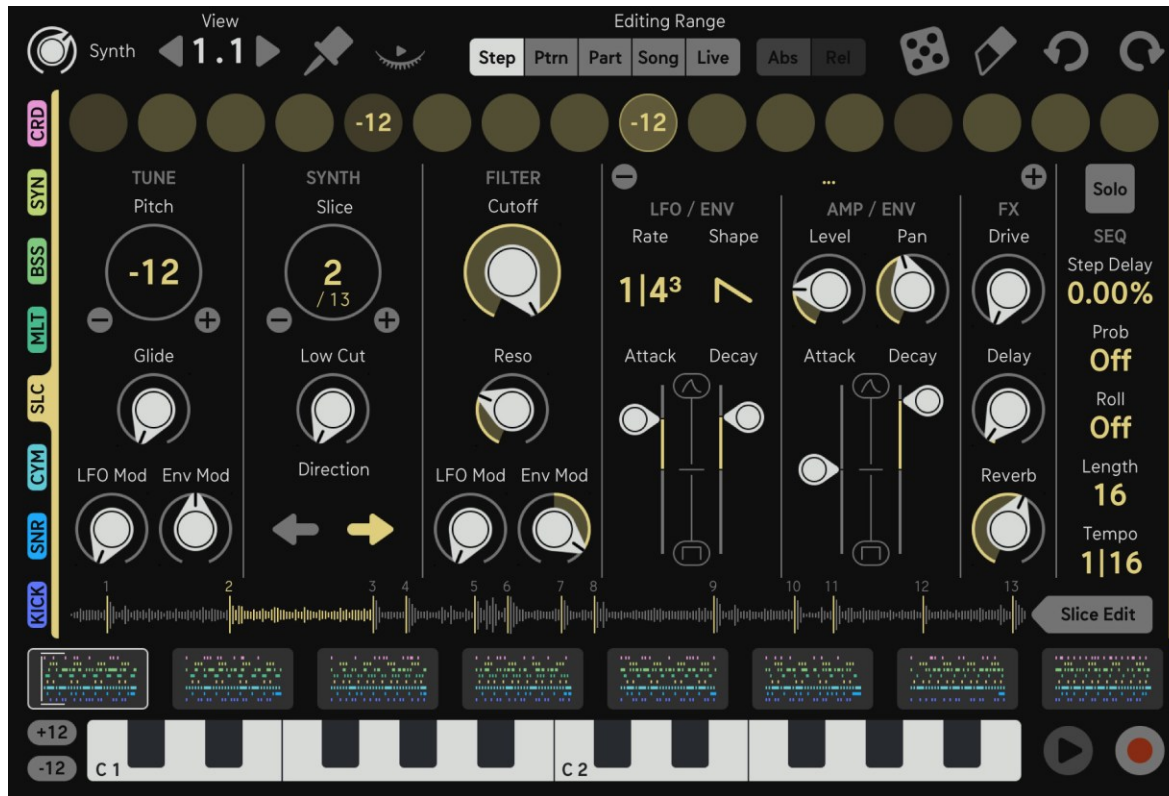 View
Editing Range
Synth
1.1
Step Ptrn Part Song Live Abs Rel
CRD
SYN
BSS
MLT
SLC
CYM
SNR
KICK
-12 -12
TUNE
Pitch
-12
Glide
LFO Mod Env Mod
SYNTH
Slice
2
/ 13
Low Cut
Direction
FILTER
Cutoff
Reso
LFO Mod Env Mod
...
LFO / ENV
Rate Shape
1|4³
Attack Decay
AMP / ENV
Level Pan
Attack Decay
FX
Drive
Delay
Reverb
Solo
SEQ
Step Delay
0.00%
Prob
Off
Roll
Off
Length
16
Tempo
1|16
1 2 3 4 5 6 7 8 9 10 11 12 13
Slice Edit
+12
-12
C 1 C 2